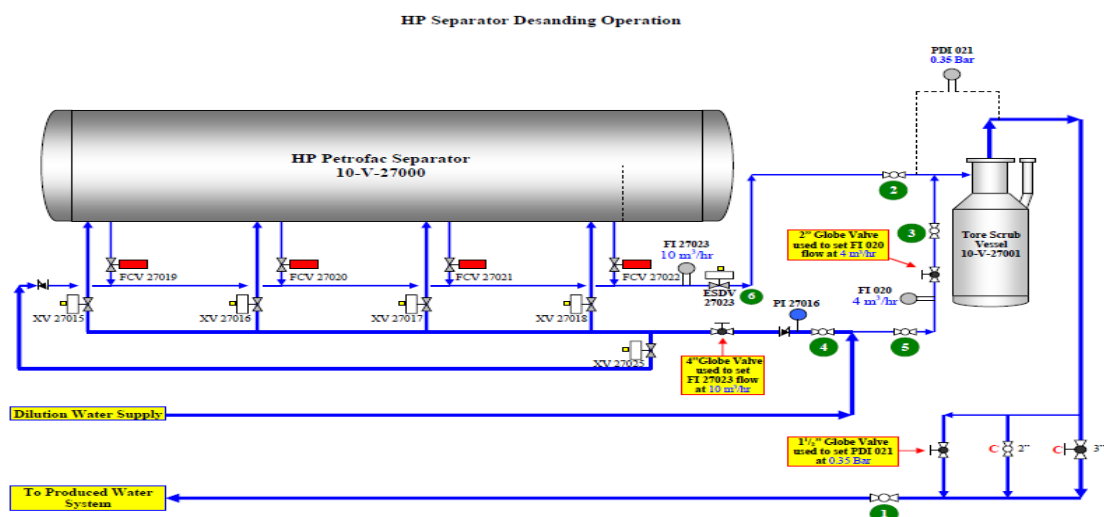 HP Separator Desanding Operation
PDI 021
0.35 Bar
HP Petrofac Separator
10-V-27000
2
3
Tore Scrub
Vessel
10-V-27001
2" Globe Valve
used to set FI 020
flow at 4 m³/hr
FI 27023
10 m³/hr
FCV 27019
FCV 27020
FCV 27021
FCV 27022
ESDV
27023
6
FI 020
4 m³/hr
PI 27016
XV 27015
XV 27016
XV 27017
XV 27018
4
5
XV 27025
4"Globe Valve
used to set
FI 27023 flow
at 10 m³/hr
Dilution Water Supply
1¹/₂" Globe Valve
used to set PDI 021
at 0.35 Bar
C
2"
C
3"
To Produced Water
System
1